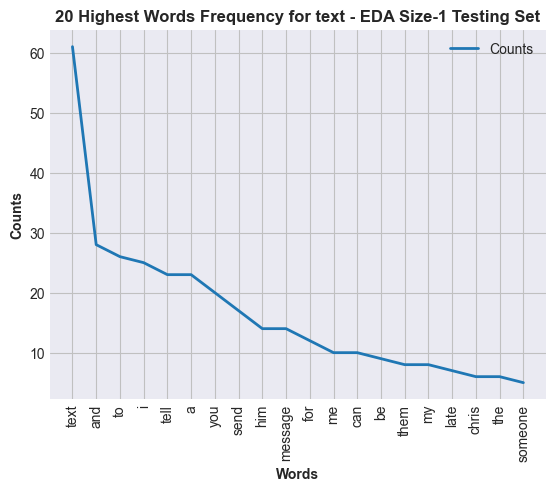 20 Highest Words Frequency for text - EDA Size-1 Testing Set
Counts
60
50
40
30
20
10
Counts
text
and
to
i
tell
a
you
send
him
message
for
me
can
be
them
my
late
chris
the
someone
Words